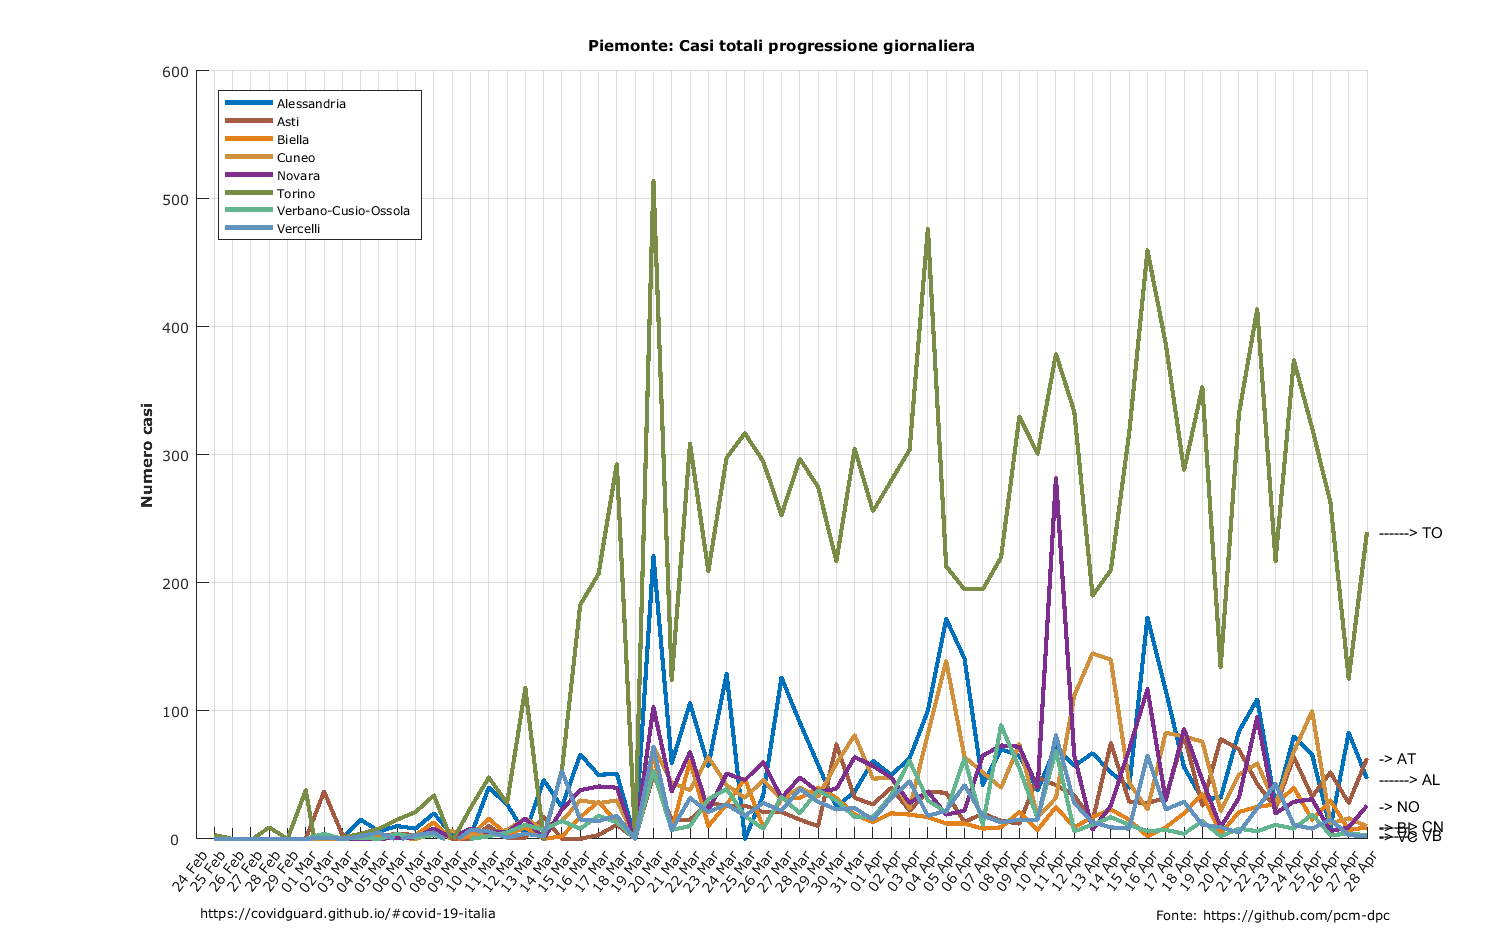 Piemonte: Casi totali progressione giornaliera
600
500
400
300
200
100
0
Numero casi
Alessandria
Asti
Biella
Cuneo
Novara
Torino
Verbano-Cusio-Ossola
Vercelli
------> TO
-> AT
------> AL
-> NO
-> BI
> CN
> VB
-> VC
24 Feb
25 Feb
26 Feb
27 Feb
28 Feb
29 Feb
01 Mar
02 Mar
03 Mar
04 Mar
05 Mar
06 Mar
07 Mar
08 Mar
09 Mar
10 Mar
11 Mar
12 Mar
13 Mar
14 Mar
15 Mar
16 Mar
17 Mar
18 Mar
19 Mar
20 Mar
21 Mar
22 Mar
23 Mar
24 Mar
25 Mar
26 Mar
27 Mar
28 Mar
29 Mar
30 Mar
31 Mar
01 Apr
02 Apr
03 Apr
04 Apr
05 Apr
06 Apr
07 Apr
08 Apr
09 Apr
10 Apr
11 Apr
12 Apr
13 Apr
14 Apr
15 Apr
16 Apr
17 Apr
18 Apr
19 Apr
20 Apr
21 Apr
22 Apr
23 Apr
24 Apr
25 Apr
26 Apr
27 Apr
28 Apr
https://covidguard.github.io/#covid-19-italia
Fonte: https://github.com/pcm-dpc